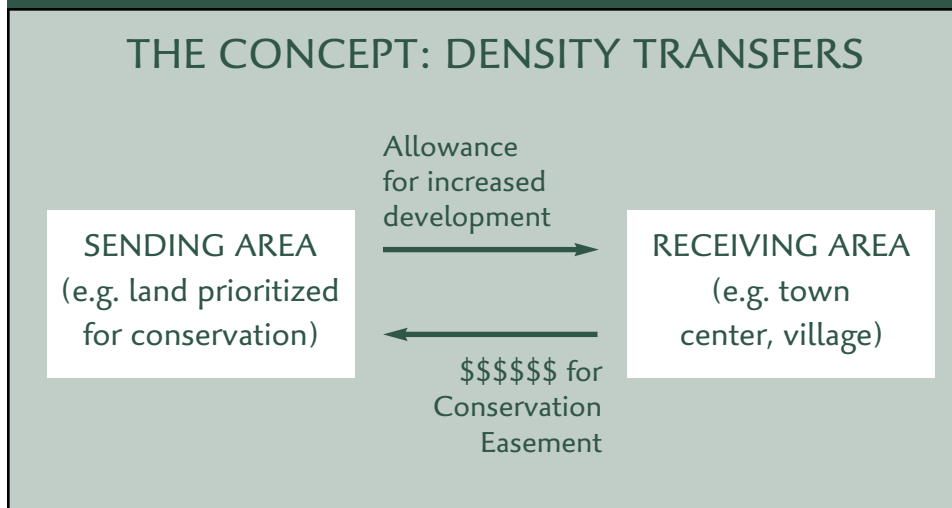 THE CONCEPT: DENSITY TRANSFERS
Allowance
for increased
development
SENDING AREA
(e.g. land prioritized
for conservation)
RECEIVING AREA
(e.g. town
center, village)
$$$$$$ for
Conservation
Easement